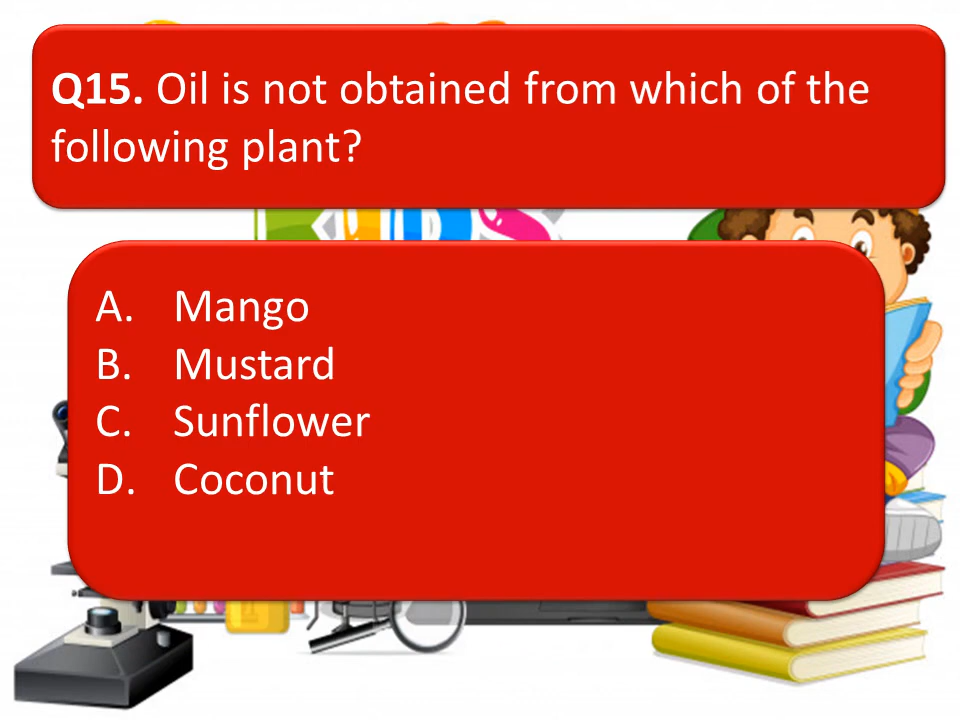 Q15. Oil is not obtained from which of the
following plant?
A. Mango
B. Mustard
C. Sunflower
D. Coconut